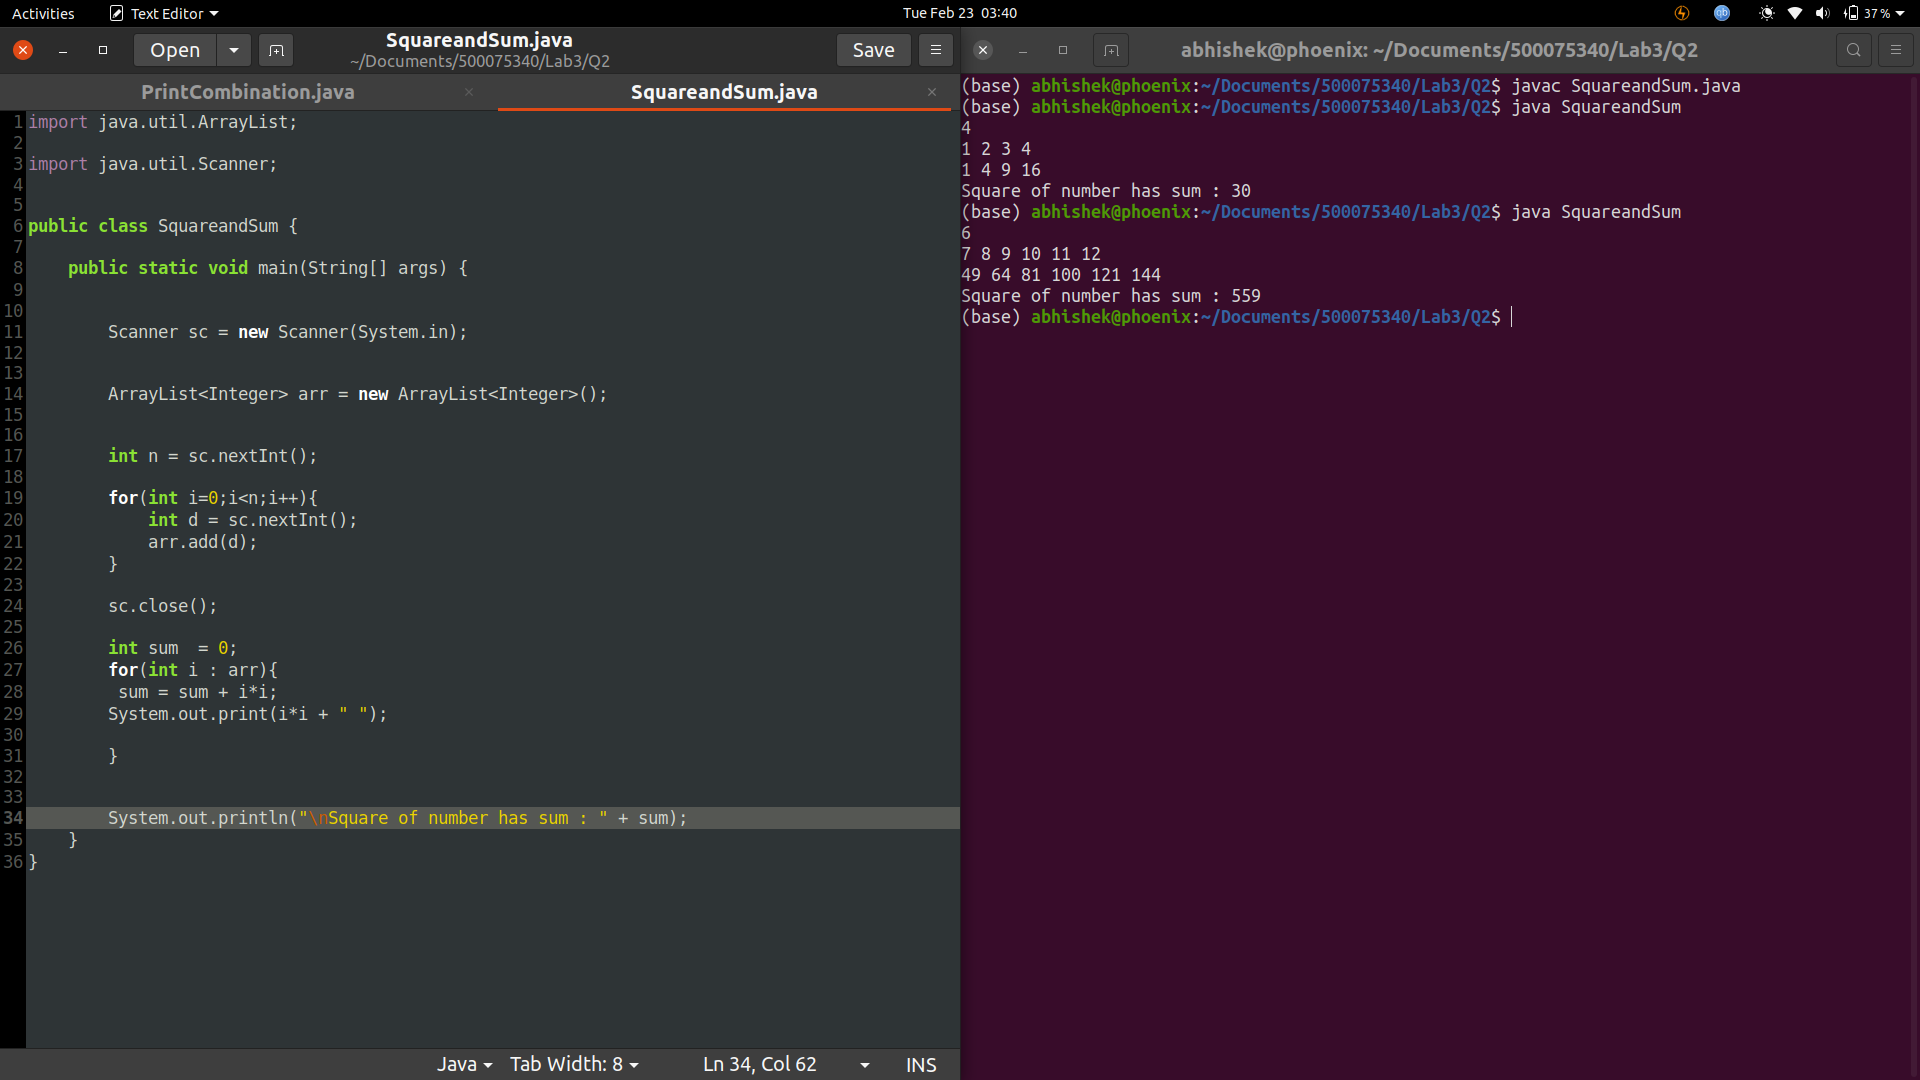 Activities Text Editor Tue Feb 23 03:40 37 %
Open SquareandSum.java Save
~/Documents/500075340/Lab3/Q2
PrintCombination.java × SquareandSum.java ×
1 import java.util.ArrayList;
2
3 import java.util.Scanner;
4
5
6 public class SquareandSum {
7
8     public static void main(String[] args) {
9
10
11         Scanner sc = new Scanner(System.in);
12
13
14         ArrayList<Integer> arr = new ArrayList<Integer>();
15
16
17         int n = sc.nextInt();
18
19         for(int i=0;i<n;i++){
20             int d = sc.nextInt();
21             arr.add(d);
22         }
23
24         sc.close();
25
26         int sum  = 0;
27         for(int i : arr){
28          sum = sum + i*i;
29         System.out.print(i*i + " ");
30
31         }
32
33
34         System.out.println("\nSquare of number has sum : " + sum);
35     }
36 }
Java Tab Width: 8 Ln 34, Col 62 INS
abhishek@phoenix: ~/Documents/500075340/Lab3/Q2
(base) abhishek@phoenix:~/Documents/500075340/Lab3/Q2$ javac SquareandSum.java
(base) abhishek@phoenix:~/Documents/500075340/Lab3/Q2$ java SquareandSum
4
1 2 3 4
1 4 9 16
Square of number has sum : 30
(base) abhishek@phoenix:~/Documents/500075340/Lab3/Q2$ java SquareandSum
6
7 8 9 10 11 12
49 64 81 100 121 144
Square of number has sum : 559
(base) abhishek@phoenix:~/Documents/500075340/Lab3/Q2$